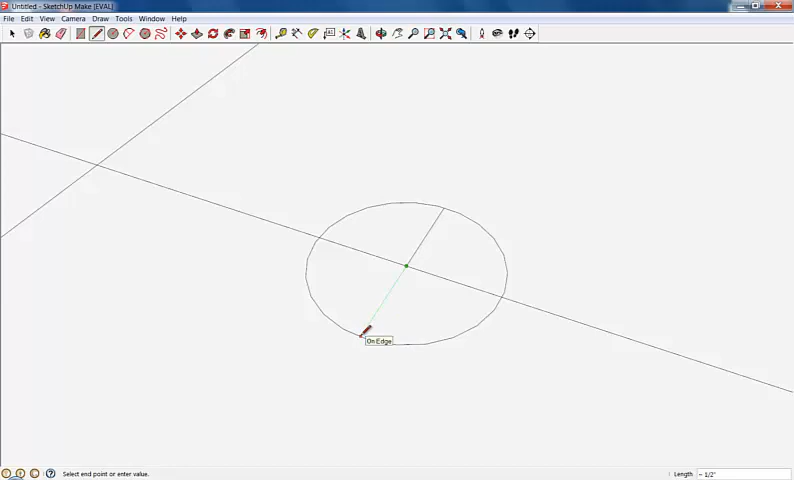 Untitled - SketchUp Make [EVAL]
File Edit View Camera Draw Tools Window Help
On Edge
Select end point or enter value.
Length ~ 1/2"